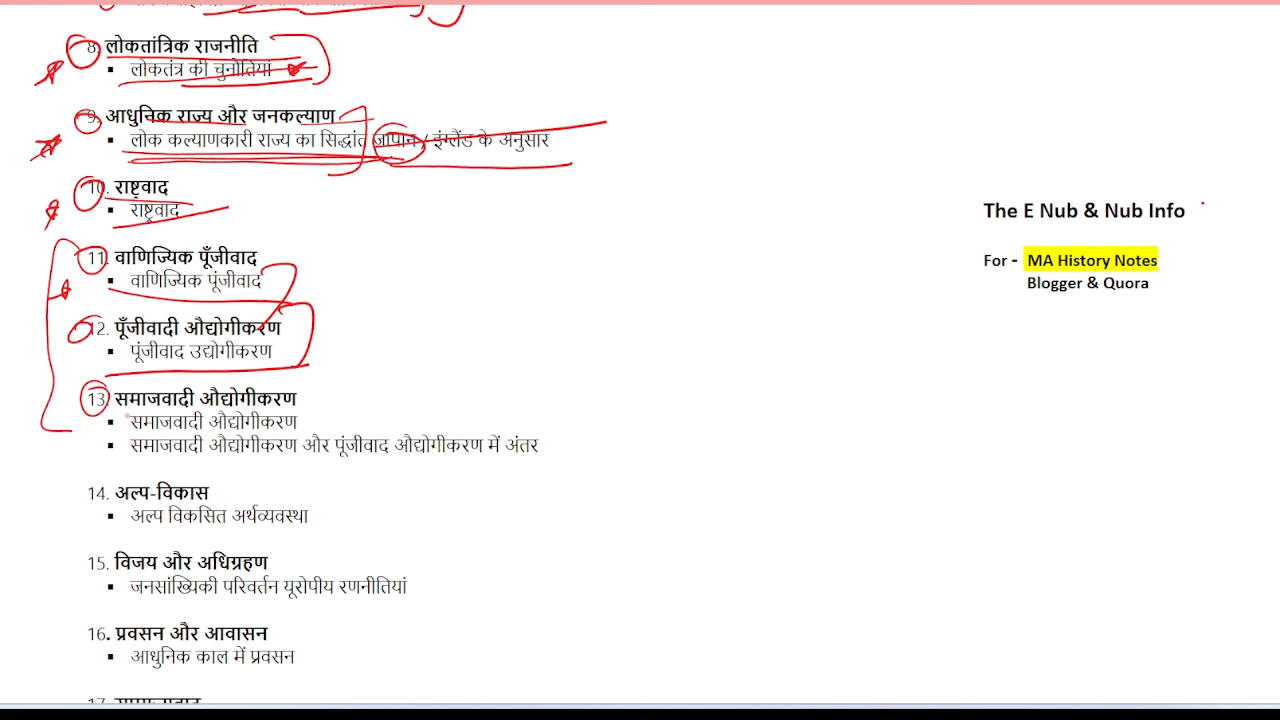 8. लोकतांत्रिक राजनीति
▪ लोकतंत्र की चुनोतियां
9. आधुनिक राज्य और जनकल्याण
▪ लोक कल्याणकारी राज्य का सिद्धांत जापान / इंग्लैंड के अनुसार
10. राष्ट्रवाद
▪ राष्ट्रवाद
The E Nub & Nub Info
11. वाणिज्यिक पूँजीवाद
For - MA History Notes
▪ वाणिज्यिक पूंजीवाद
Blogger & Quora
12. पूँजीवादी औद्योगीकरण
▪ पूंजीवाद उद्योगीकरण
13. समाजवादी औद्योगीकरण
▪ समाजवादी औद्योगीकरण
▪ समाजवादी औद्योगीकरण और पूंजीवाद औद्योगीकरण में अंतर
14. अल्प-विकास
▪ अल्प विकसित अर्थव्यवस्था
15. विजय और अधिग्रहण
▪ जनसांख्यिकी परिवर्तन यूरोपीय रणनीतियां
16. प्रवसन और आवासन
▪ आधुनिक काल में प्रवसन